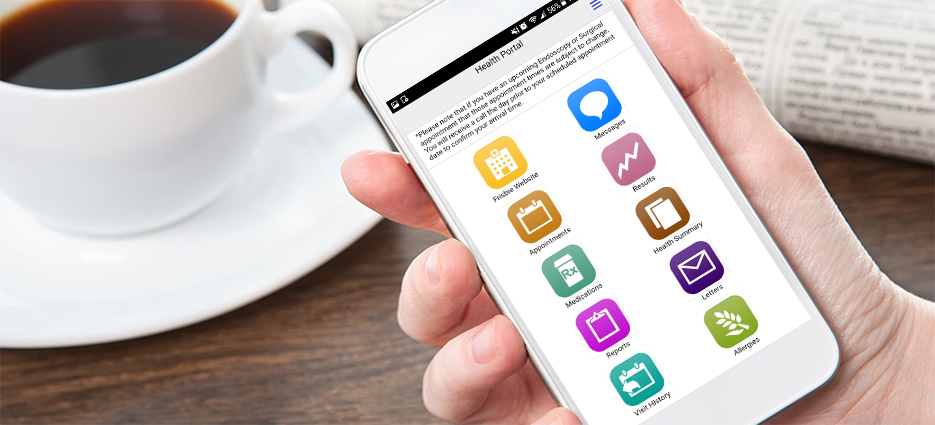 56%
Health Portal
*Please note that if you have an upcoming Endoscopy or Surgical
appointment that those appointment times are subject to change.
You will receive a call the day prior to your scheduled appointment
date to confirm your arrival time.
Frisbie Website
Messages
Appointments
Results
Rx
Medications
Health Summary
Reports
Letters
Visit History
Allergies